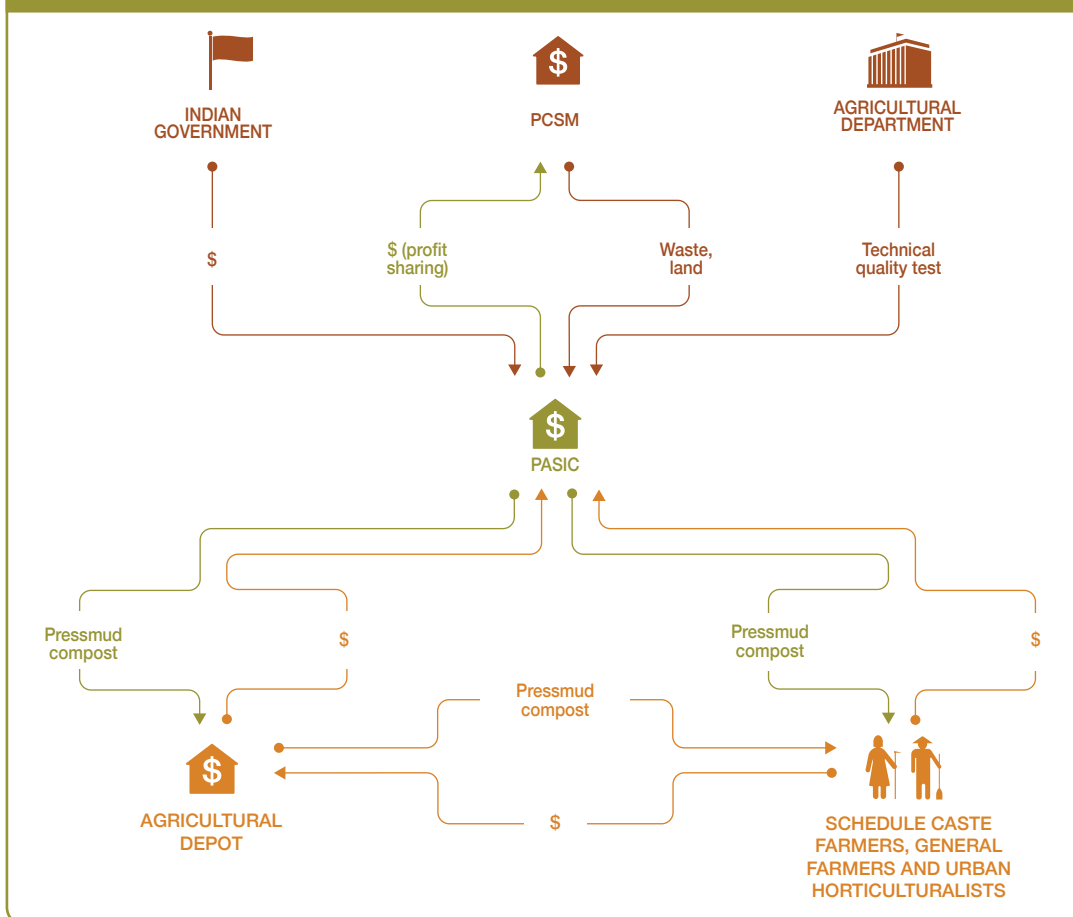 $
INDIAN
GOVERNMENT
PCSM
AGRICULTURAL
DEPARTMENT
$
$ (profit
sharing)
Waste,
land
Technical
quality test
$
PASIC
Pressmud
compost
$
Pressmud
compost
$
Pressmud
compost
$
AGRICULTURAL
DEPOT
$
SCHEDULE CASTE
FARMERS, GENERAL
FARMERS AND URBAN
HORTICULTURALISTS